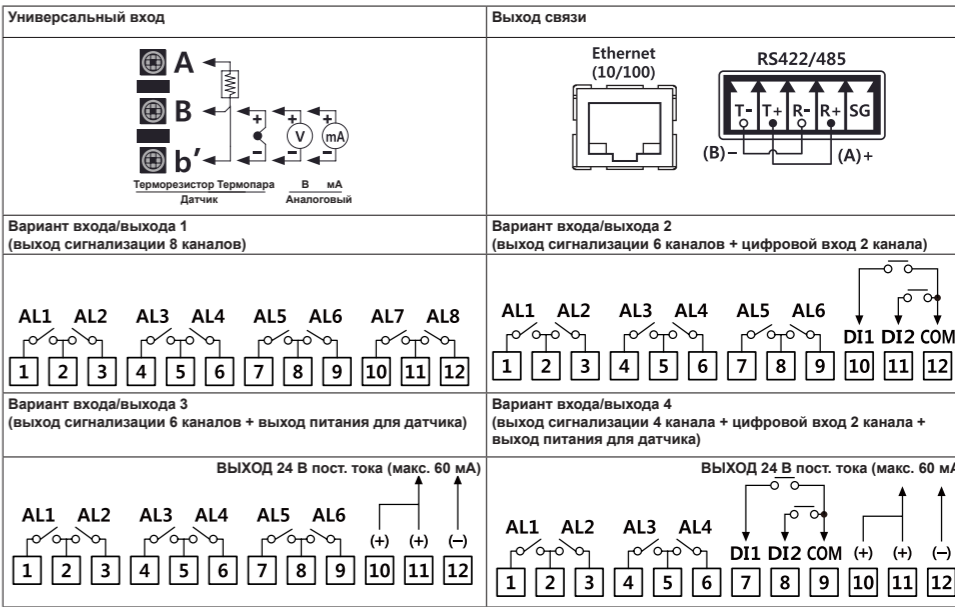 Универсальный вход
Выход связи
A
B
b′
+ + +
V mA
– – –
Терморезистор Термопара В мА
Датчик Аналоговый
Ethernet
(10/100)
RS422/485
T- T+ R- R+ SG
(B)– (A)+
Вариант входа/выхода 1
(выход сигнализации 8 каналов)
AL1 AL2 AL3 AL4 AL5 AL6 AL7 AL8
1 2 3 4 5 6 7 8 9 10 11 12
Вариант входа/выхода 2
(выход сигнализации 6 каналов + цифровой вход 2 канала)
AL1 AL2 AL3 AL4 AL5 AL6
DI1 DI2 COM
1 2 3 4 5 6 7 8 9 10 11 12
Вариант входа/выхода 3
(выход сигнализации 6 каналов + выход питания для датчика)
ВЫХОД 24 В пост. тока (макс. 60 мА)
AL1 AL2 AL3 AL4 AL5 AL6
(+) (+) (–)
1 2 3 4 5 6 7 8 9 10 11 12
Вариант входа/выхода 4
(выход сигнализации 4 канала + цифровой вход 2 канала +
выход питания для датчика)
ВЫХОД 24 В пост. тока (макс. 60 мА
AL1 AL2 AL3 AL4
DI1 DI2 COM (+) (+) (–)
1 2 3 4 5 6 7 8 9 10 11 12